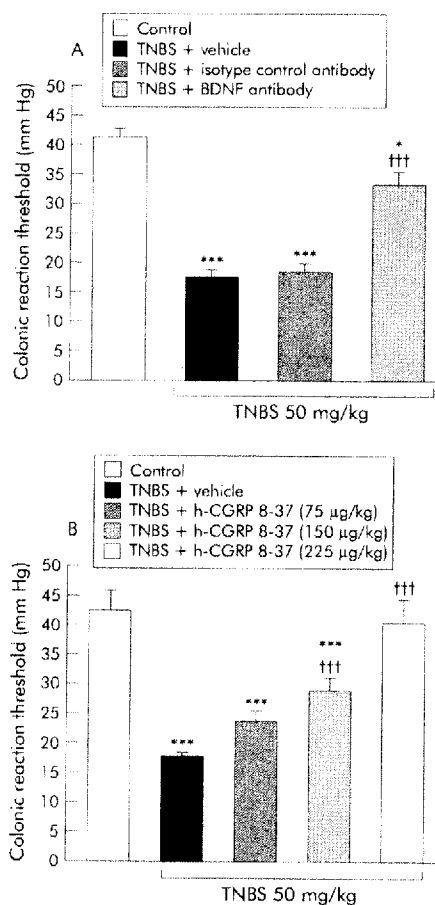 Control
TNBS + vehicle
TNBS + isotype control antibody
TNBS + BDNF antibody
A
Colonic reaction threshold (mm Hg)
50
45
40
35
30
25
20
15
10
5
0
***
***
*
†††
TNBS 50 mg/kg
Control
TNBS + vehicle
TNBS + h-CGRP 8-37 (75 µg/kg)
TNBS + h-CGRP 8-37 (150 µg/kg)
TNBS + h-CGRP 8-37 (225 µg/kg)
B
Colonic reaction threshold (mm Hg)
50
45
40
35
30
25
20
15
10
5
0
***
***
***
†††
†††
TNBS 50 mg/kg